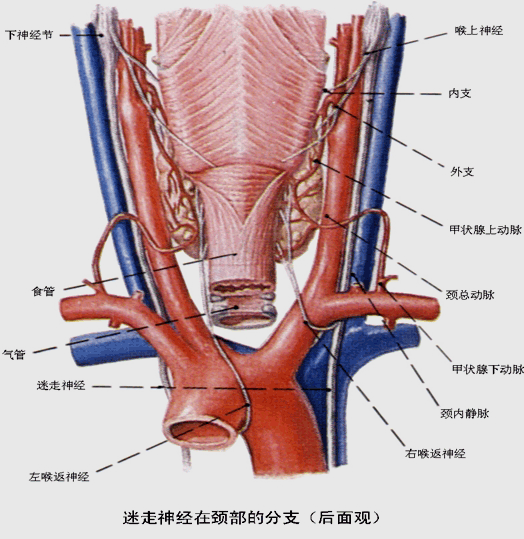 下神经节
喉上神经
内支
外支
甲状腺上动脉
颈总动脉
食管
气管
甲状腺下动脉
迷走神经
颈内静脉
右喉返神经
左喉返神经
迷走神经在颈部的分支（后面观）